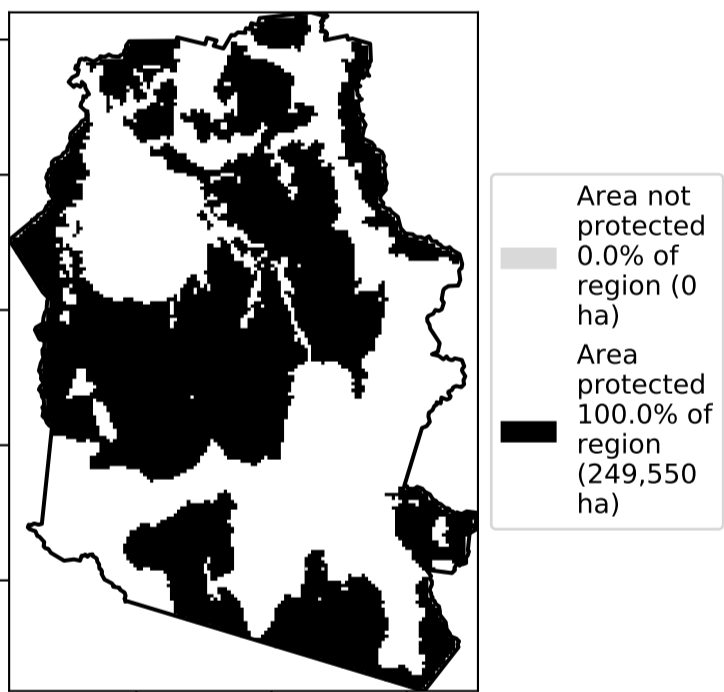 Area not
protected
0.0% of
region (0
ha)
Area
protected
100.0% of
region
(249,550
ha)